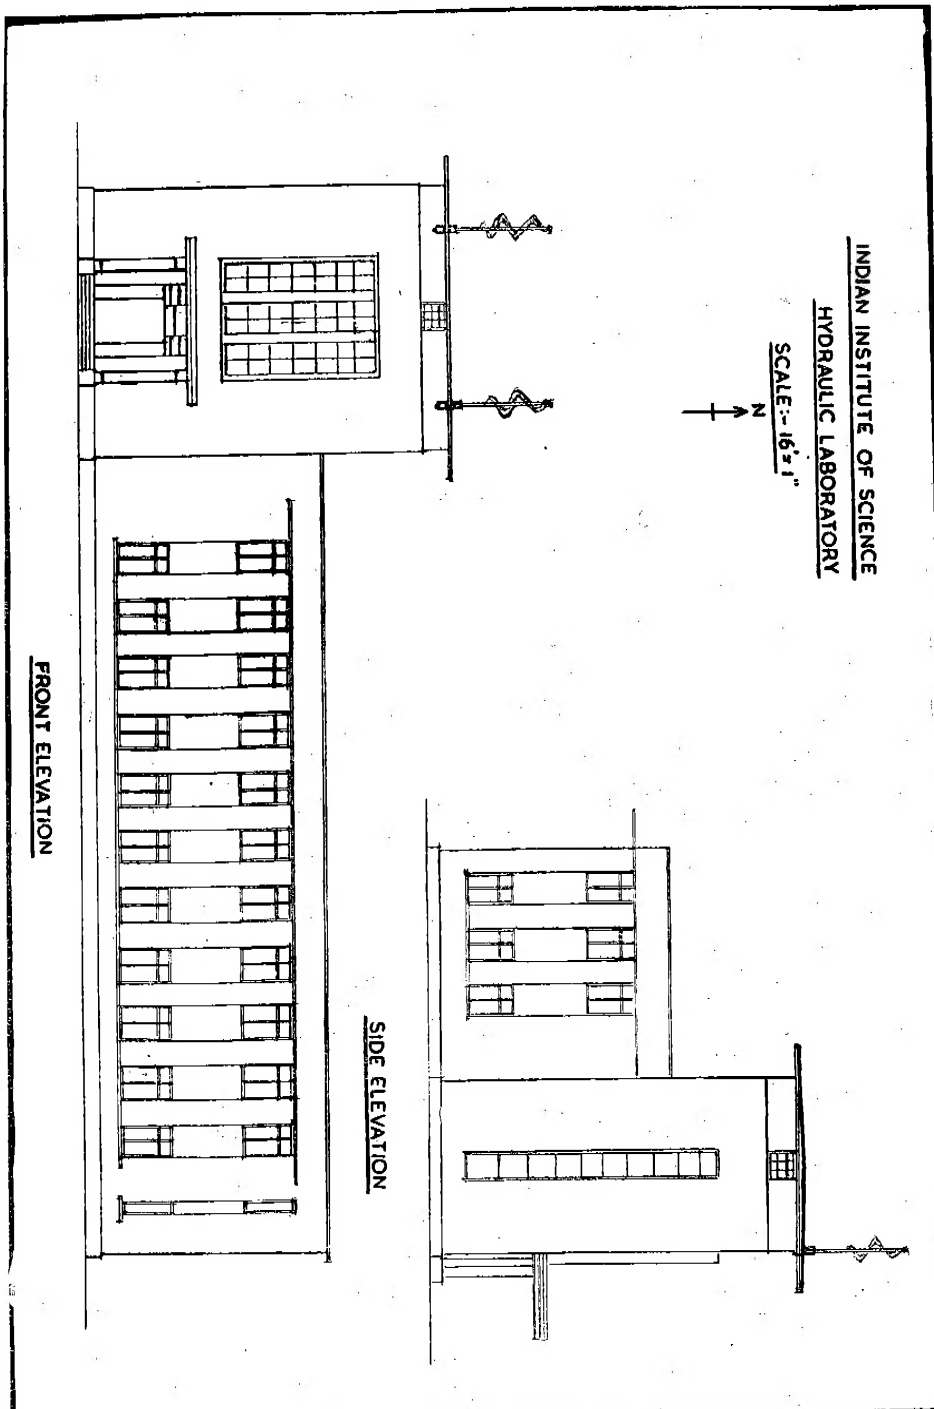 INDIAN INSTITUTE OF SCIENCE
HYDRAULIC LABORATORY
SCALE:- 16'=1"
N
SIDE ELEVATION
FRONT ELEVATION